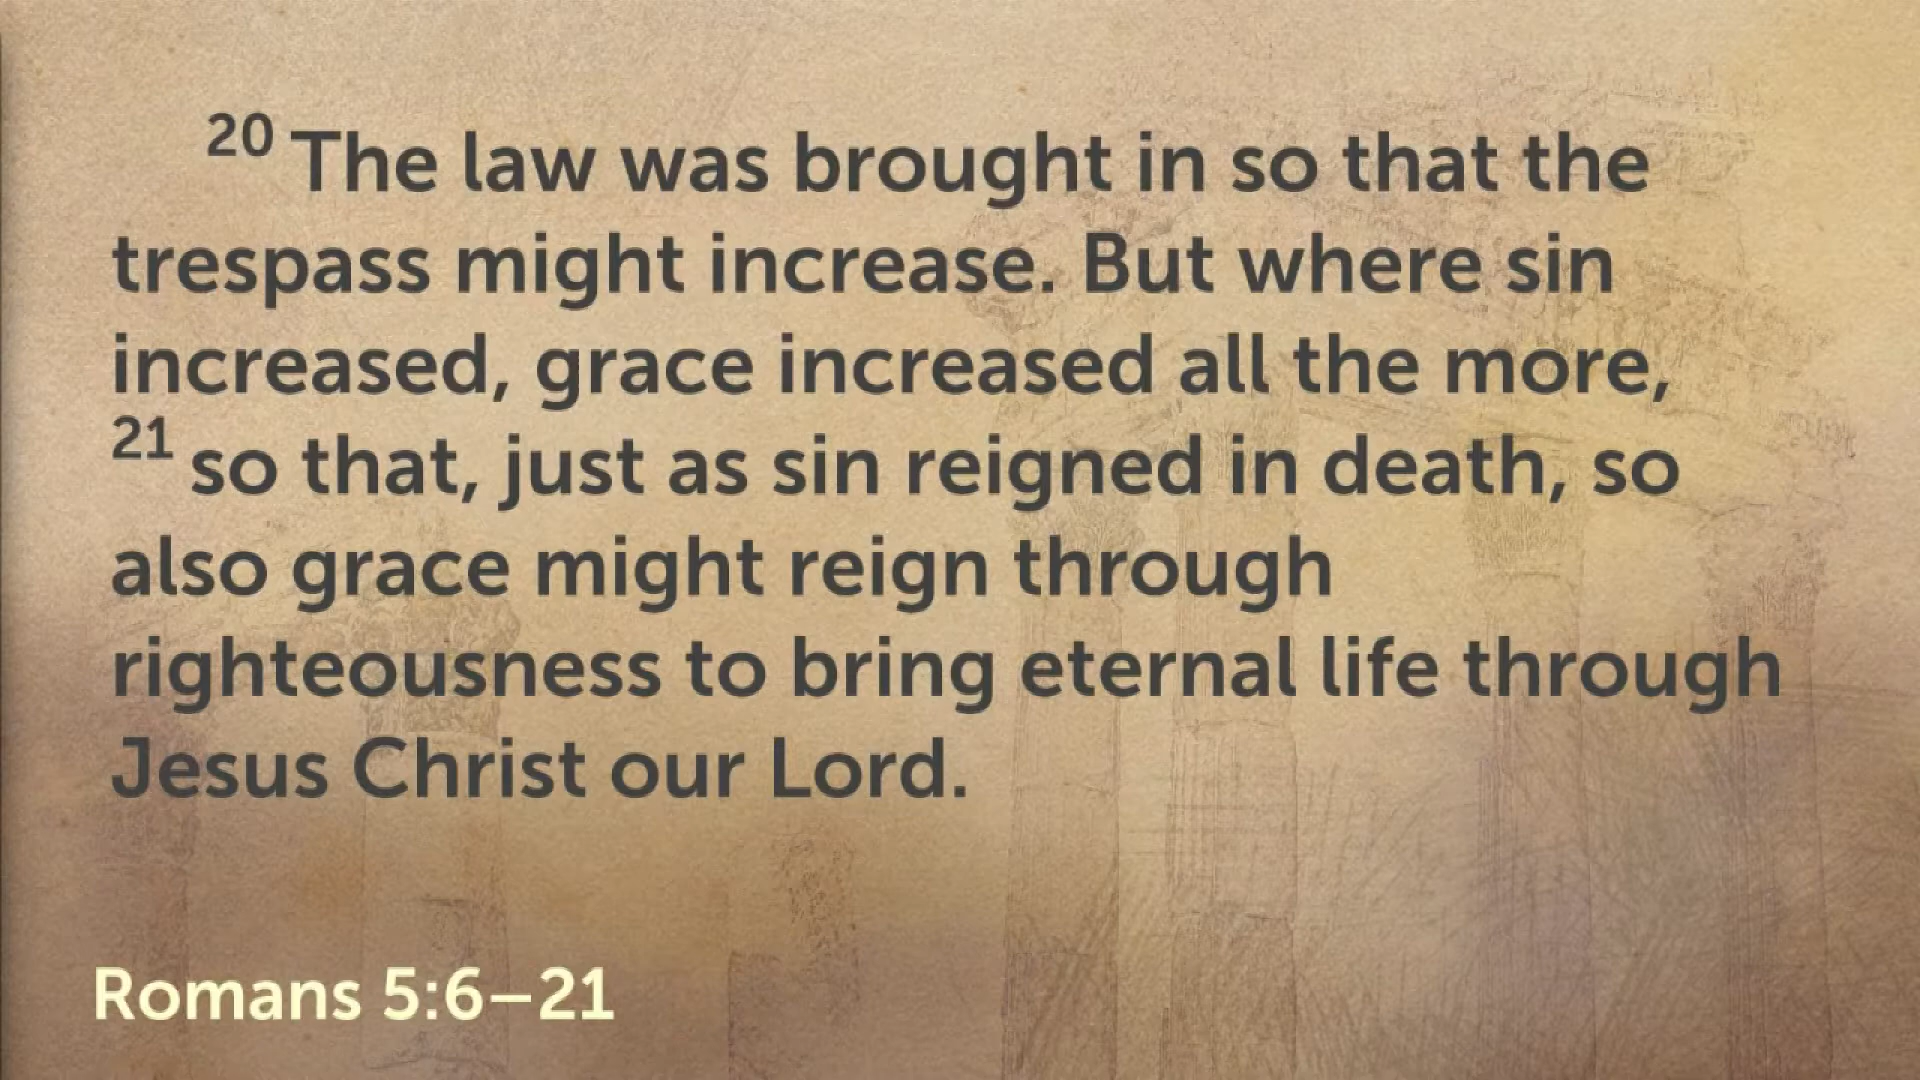 20 The law was brought in so that the
trespass might increase. But where sin
increased, grace increased all the more,
21 so that, just as sin reigned in death, so
also grace might reign through
righteousness to bring eternal life through
Jesus Christ our Lord.
Romans 5:6–21